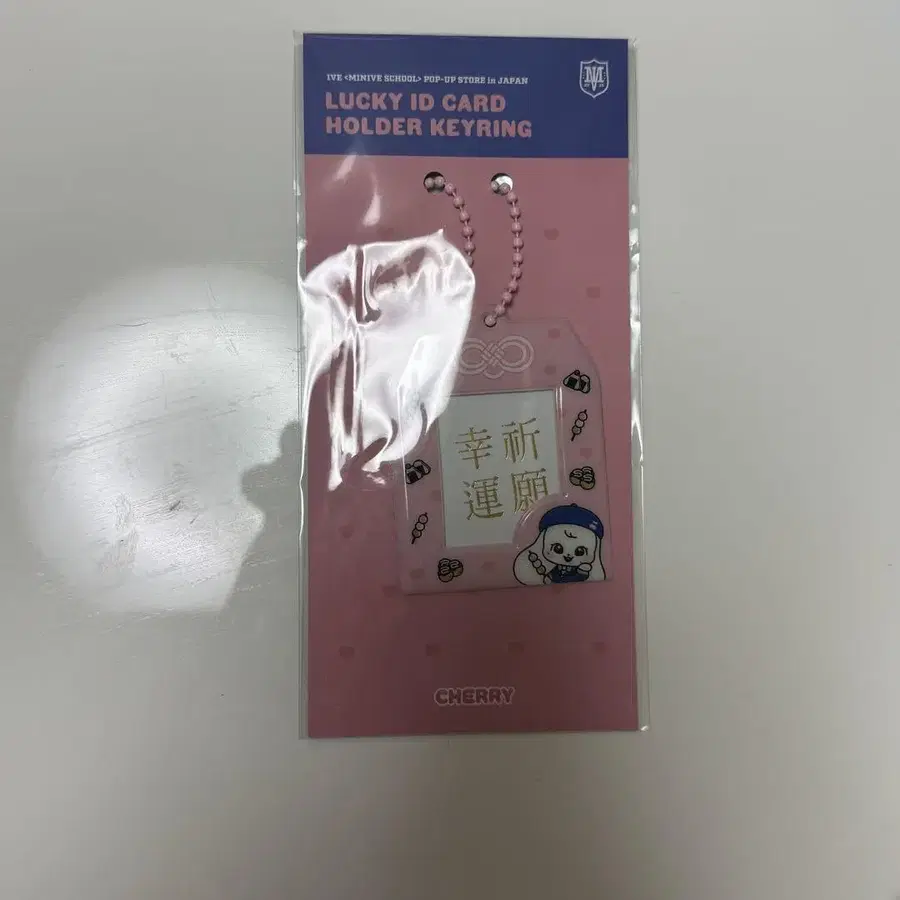 IVE <MINIVE SCHOOL> POP-UP STORE in JAPAN
LUCKY ID CARD
HOLDER KEYRING
祈願
幸運
CHERRY